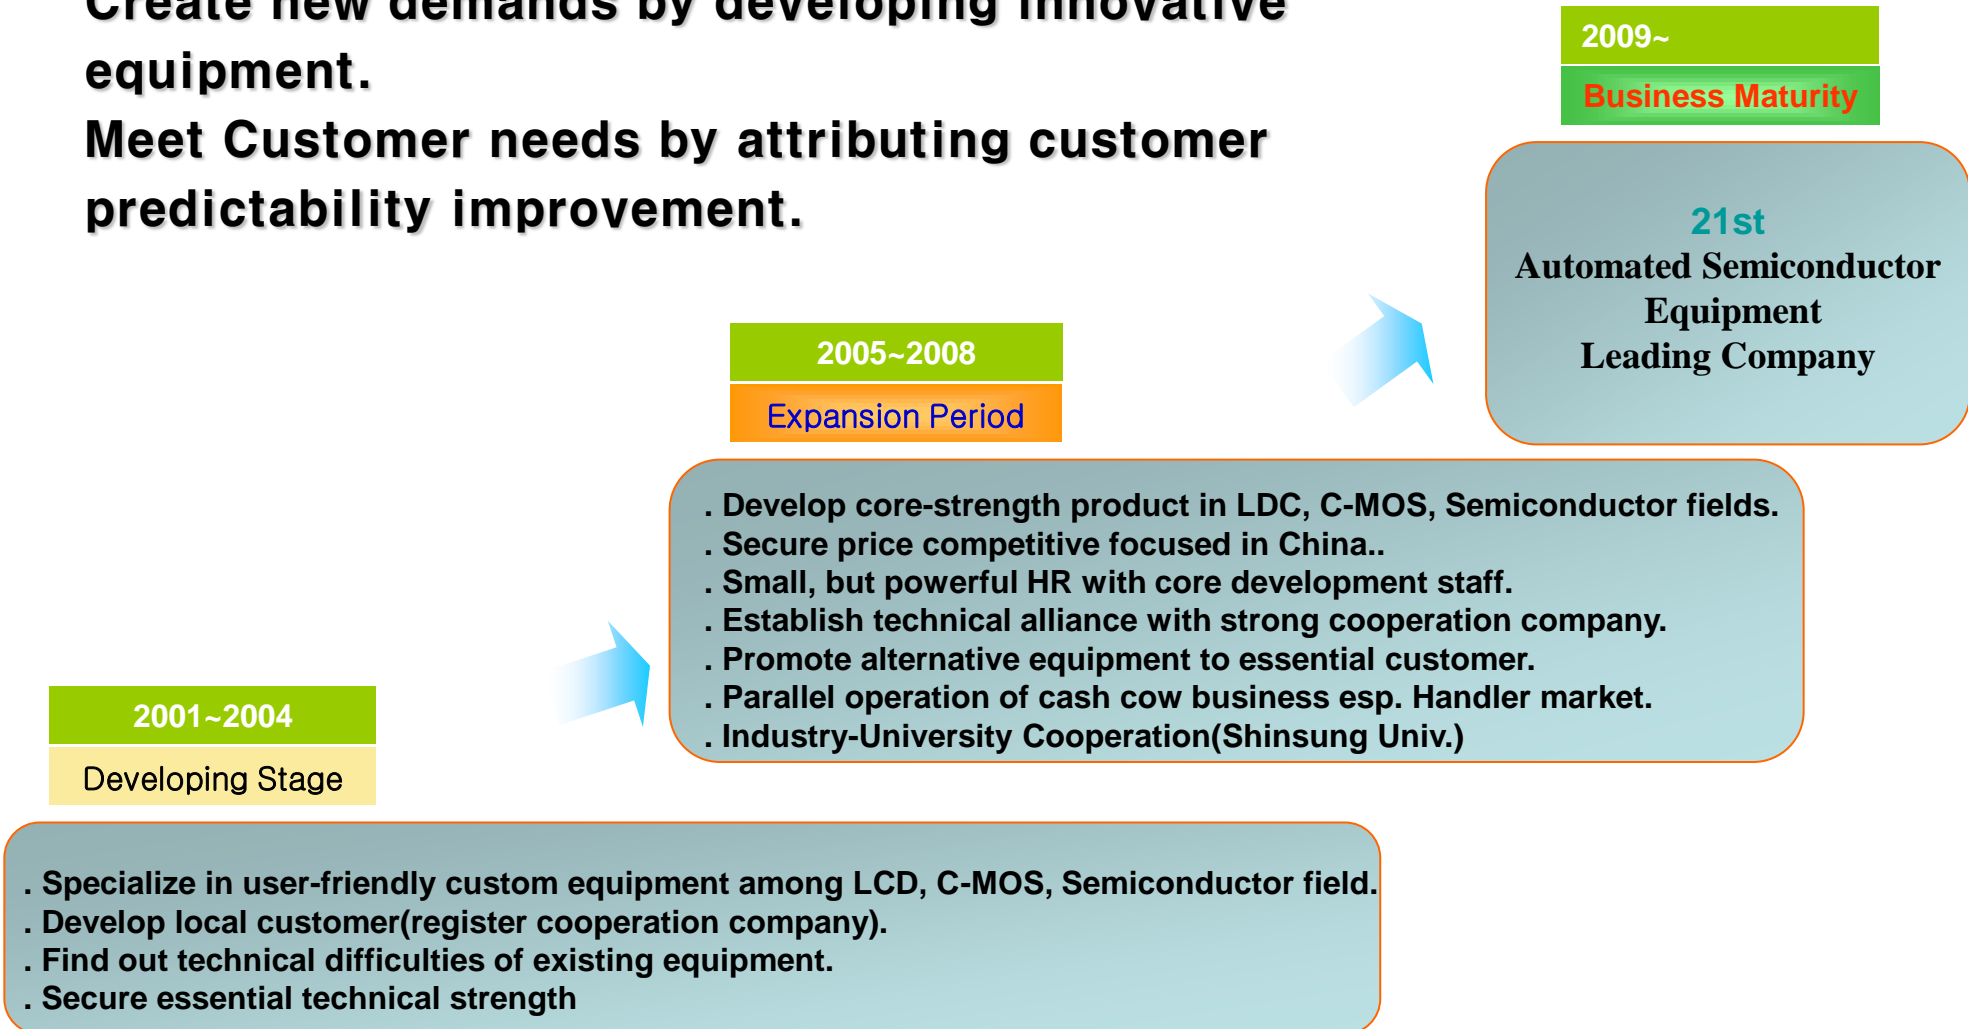 Create new demands by developing innovative
equipment.
Meet Customer needs by attributing customer
predictability improvement.
2009~
Business Maturity
21st
Automated Semiconductor
Equipment
Leading Company
2005~2008
Expansion Period
. Develop core-strength product in LDC, C-MOS, Semiconductor fields.
. Secure price competitive focused in China..
. Small, but powerful HR with core development staff.
. Establish technical alliance with strong cooperation company.
. Promote alternative equipment to essential customer.
. Parallel operation of cash cow business esp. Handler market.
. Industry-University Cooperation(Shinsung Univ.)
2001~2004
Developing Stage
. Specialize in user-friendly custom equipment among LCD, C-MOS, Semiconductor field.
. Develop local customer(register cooperation company).
. Find out technical difficulties of existing equipment.
. Secure essential technical strength